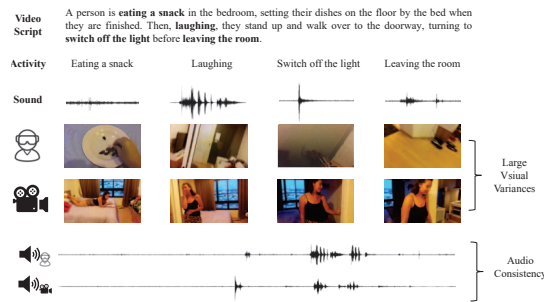 Video Script
A person is eating a snack in the bedroom, setting their dishes on the floor by the bed when
they are finished. Then, laughing, they stand up and walk over to the doorway, turning to
switch off the light before leaving the room.
Activity
Eating a snack
Laughing
Switch off the light
Leaving the room
Sound
Large
Vsiual
Variances
Audio
Consistency